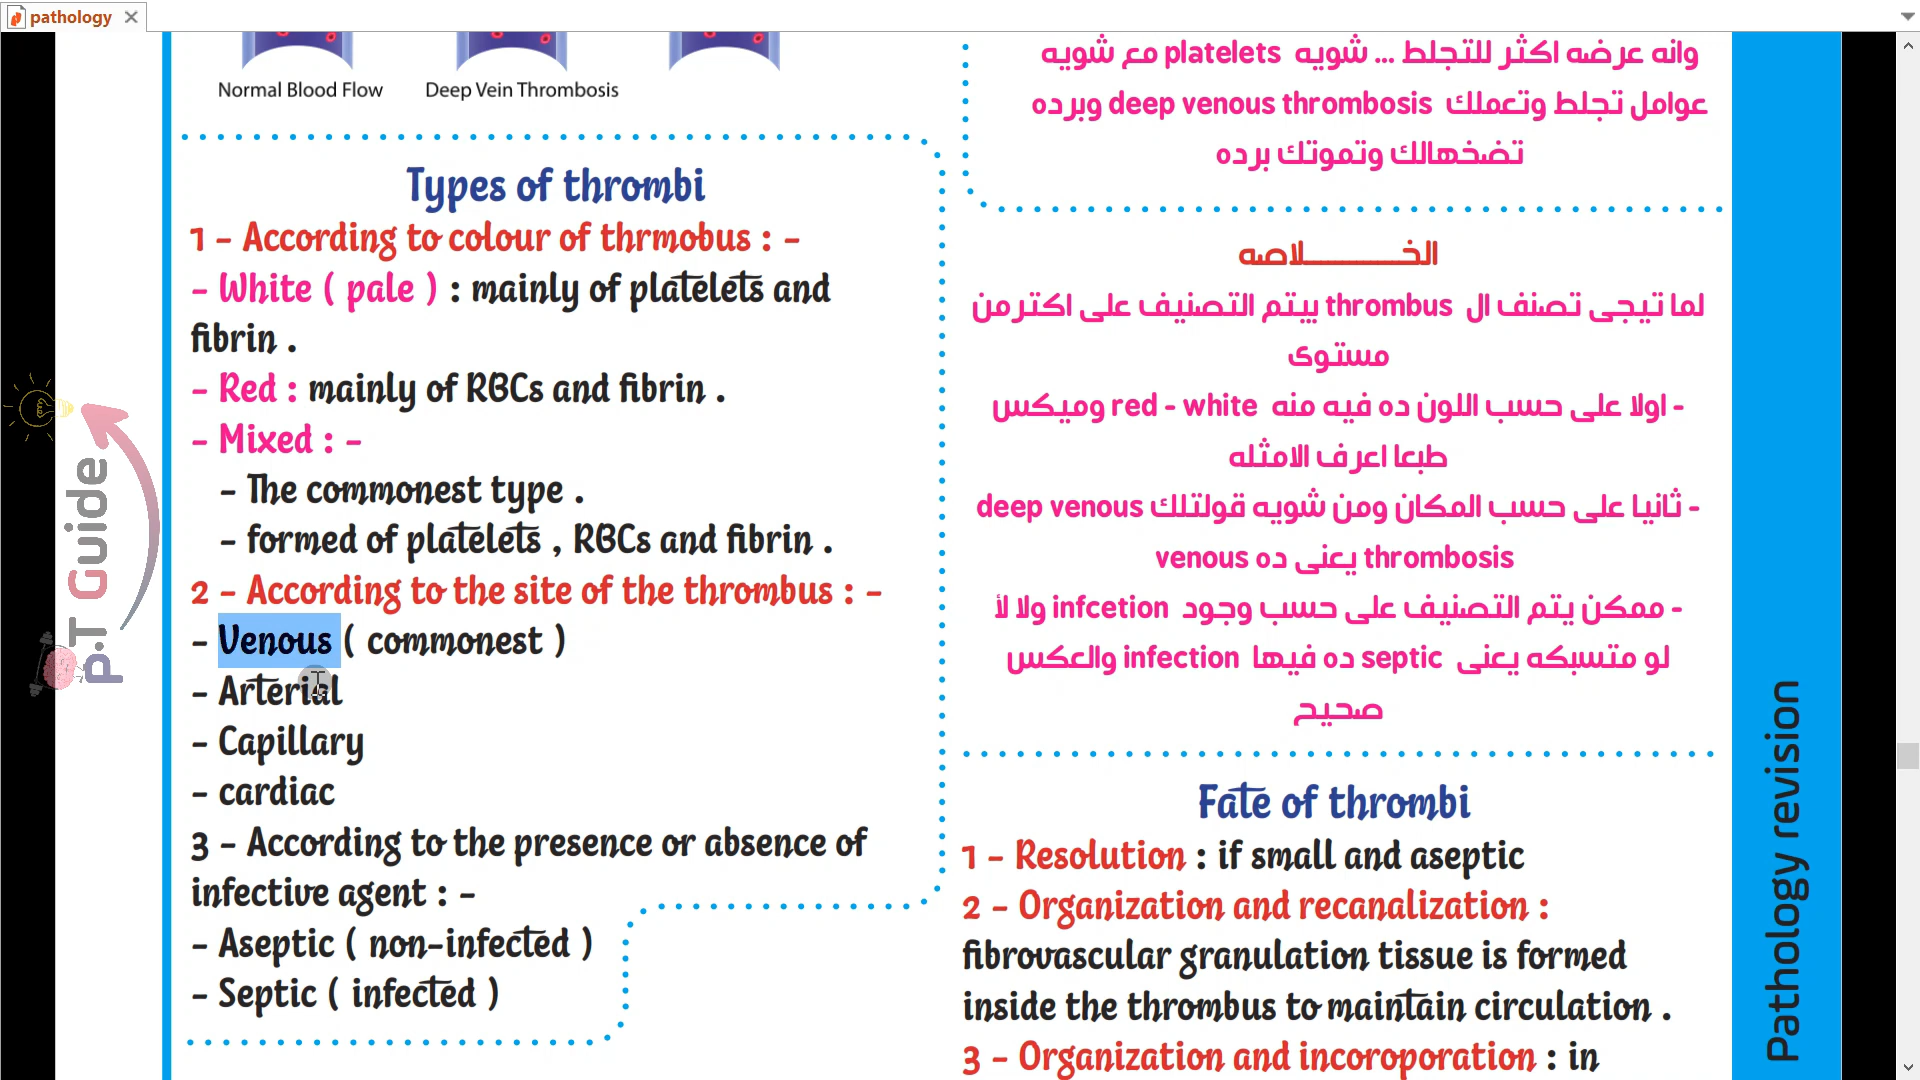 pathology
Normal Blood Flow
Deep Vein Thrombosis
Types of thrombi
1 - According to colour of thrmobus : -
- White ( pale ) : mainly of platelets and
fibrin .
- Red : mainly of RBCs and fibrin .
- Mixed : -
- The commonest type .
- formed of platelets , RBCs and fibrin .
2 - According to the site of the thrombus : -
- Venous ( commonest )
- Arterial
- Capillary
- cardiac
3 - According to the presence or absence of
infective agent : -
- Aseptic ( non-infected )
- Septic ( infected )
وانه عرضه اكثر للتجلط ... شويه platelets مع شويه
عوامل تجلط وتعملك deep venous thrombosis وبرده
تضخهالك وتموتك برده
الخـــــــــــلاصه
لما تيجى تصنف ال thrombus بيتم التصنيف على اكتر من
مستوى
- اولا على حسب اللون ده فيه منه red - white وميكس
طبعا اعرف الامثله
- ثانيا على حسب المكان ومن شويه قولتلك deep venous
thrombosis يعنى ده venous
- ممكن يتم التصنيف على حسب وجود infcetion ولا لأ
لو متسبكه يعنى septic ده فيها infection والعكس
صحيح
Fate of thrombi
1 - Resolution : if small and aseptic
2 - Organization and recanalization :
fibrovascular granulation tissue is formed
inside the thrombus to maintain circulation .
3 - Organization and incoroporation : in
Pathology revision
P.T Guide